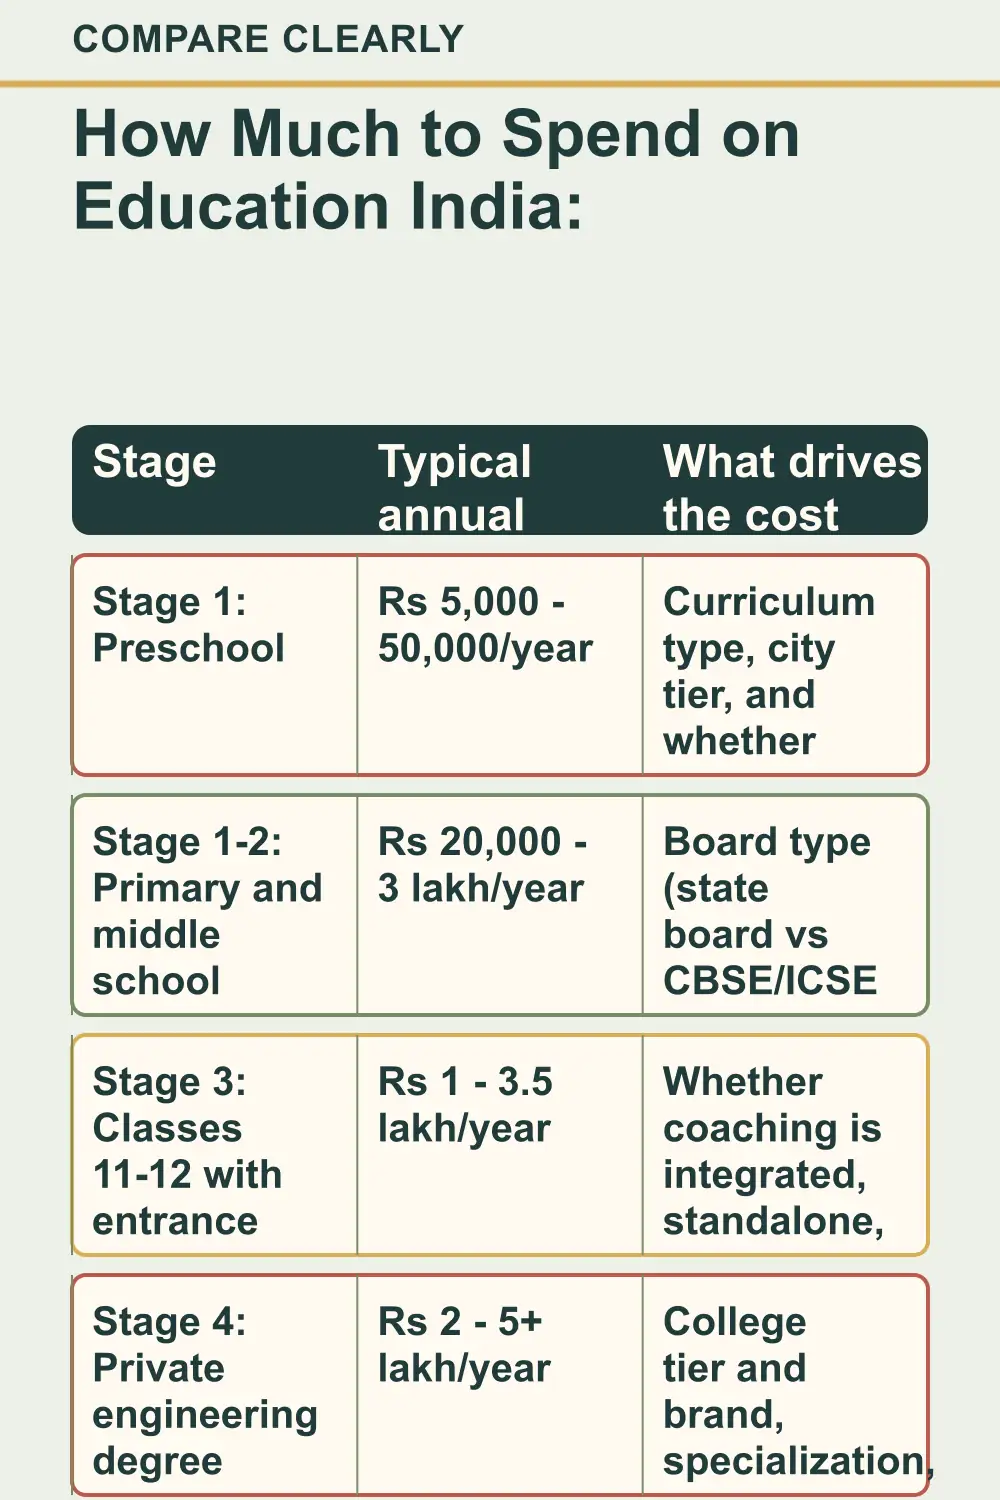 COMPARE CLEARLY
How Much to Spend on
Education India:
Stage
Typical
annual
What drives
the cost
Stage 1:
Preschool
Rs 5,000 -
50,000/year
Curriculum
type, city
tier, and
whether
Stage 1-2:
Primary and
middle
school
Rs 20,000 -
3 lakh/year
Board type
(state
board vs
CBSE/ICSE
Stage 3:
Classes
11-12 with
entrance
Rs 1 - 3.5
lakh/year
Whether
coaching is
integrated,
standalone,
Stage 4:
Private
engineering
degree
Rs 2 - 5+
lakh/year
College
tier and
brand,
specialization,